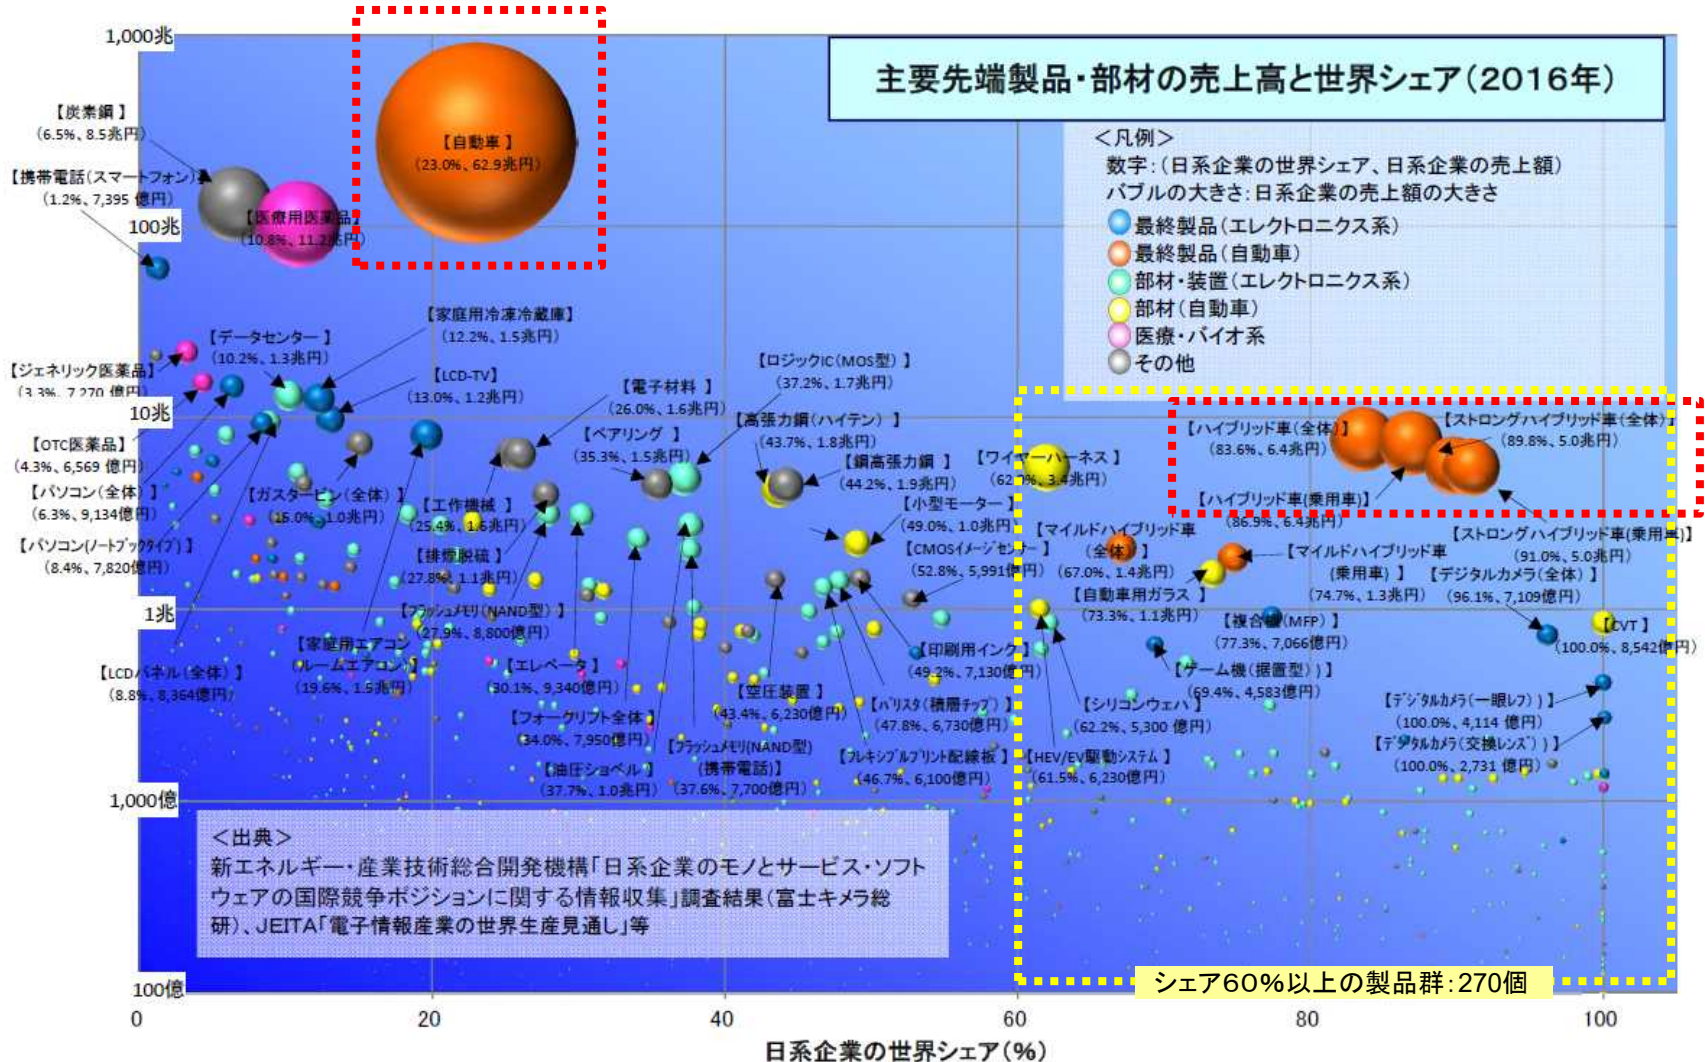 主要先端製品・部材の売上高と世界シェア(2016年)
<凡例>
数字:(日系企業の世界シェア、日系企業の売上額)
バブルの大きさ:日系企業の売上額の大きさ
最終製品(エレクトロニクス系)
最終製品(自動車)
部材・装置(エレクトロニクス系)
部材(自動車)
医療・バイオ系
その他
1,000兆
100兆
10兆
1兆
1,000億
100億
【炭素鋼】
(6.5%、8.5兆円)
【携帯電話(スマートフォン)】
(1.2%、7,395 億円)
【医療用医薬品】
(10.8%、11.2兆円)
【自動車】
(23.0%、62.9兆円)
【データセンター】
(10.2%、1.3兆円)
【家庭用冷凍冷蔵庫】
(12.2%、1.5兆円)
【LCD-TV】
(13.0%、1.2兆円)
【ジェネリック医薬品】
(3.3%、7,270 億円)
【OTC医薬品】
(4.3%、6,569 億円)
【パソコン(全体)】
(6.3%、9,134億円)
【パソコン(ノートブックタイプ)】
(8.4%、7,820億円)
【LCDパネル(全体)】
(8.8%、8,364億円)
【ガスタービン(全体)】
(15.0%、1.0兆円)
【家庭用エアコン
(ルームエアコン)】
(19.6%、1.5兆円)
【電子材料】
(26.0%、1.6兆円)
【工作機械】
(25.4%、1.6兆円)
【排煙脱硫】
(27.8%、1.1兆円)
【フラッシュメモリ(NAND型)】
(27.9%、8,800億円)
【エレベータ】
(30.1%、9,340億円)
【フォークリフト全体】
(34.0%、7,950億円)
【油圧ショベル】
(37.7%、1.0兆円)
【フラッシュメモリ(NAND型)
(携帯電話)】
(37.6%、7,700億円)
【ベアリング】
(35.3%、1.5兆円)
【ロジックIC(MOS型)】
(37.2%、1.7兆円)
【高張力鋼(ハイテン)】
(43.7%、1.8兆円)
【鋼高張力鋼】
(44.2%、1.9兆円)
【小型モーター】
(49.0%、1.0兆円)
【CMOSイメージセンサー】
(52.8%、5,991億円)
【印刷用インク】
(49.2%、7,130億円)
【空圧装置】
(43.4%、6,230億円)
【バリスタ(積層チップ)】
(47.8%、6,730億円)
【フレキシブルプリント配線板】
(46.7%、6,100億円)
【ワイヤーハーネス】
(62.0%、3.4兆円)
【マイルドハイブリッド車
(全体)】
(67.0%、1.4兆円)
【自動車用ガラス】
(73.3%、1.1兆円)
【マイルドハイブリッド車
(乗用車)】
(74.7%、1.3兆円)
【ハイブリッド車(全体)】
(83.6%、6.4兆円)
【ハイブリッド車(乗用車)】
(86.9%、6.4兆円)
【ストロングハイブリッド車(全体)】
(89.8%、5.0兆円)
【ストロングハイブリッド車(乗用車)】
(91.0%、5.0兆円)
【デジタルカメラ(全体)】
(96.1%、7,109億円)
【複合機(MFP)】
(77.3%、7,066億円)
【CVT】
(100.0%、8,542億円)
【ゲーム機(据置型)】
(69.4%、4,583億円)
【シリコンウェハ】
(62.2%、5,300 億円)
【HEV/EV駆動システム】
(61.5%、6,230億円)
【デジタルカメラ(一眼レフ)】
(100.0%、4,114 億円)
【デジタルカメラ(交換レンズ)】
(100.0%、2,731 億円)
<出典>
新エネルギー・産業技術総合開発機構「日系企業のモノとサービス・ソフト
ウェアの国際競争ポジションに関する情報収集」調査結果(富士キメラ総
研)、JEITA「電子情報産業の世界生産見通し」等
シェア60%以上の製品群:270個
0
20
40
60
80
100
日系企業の世界シェア(%)